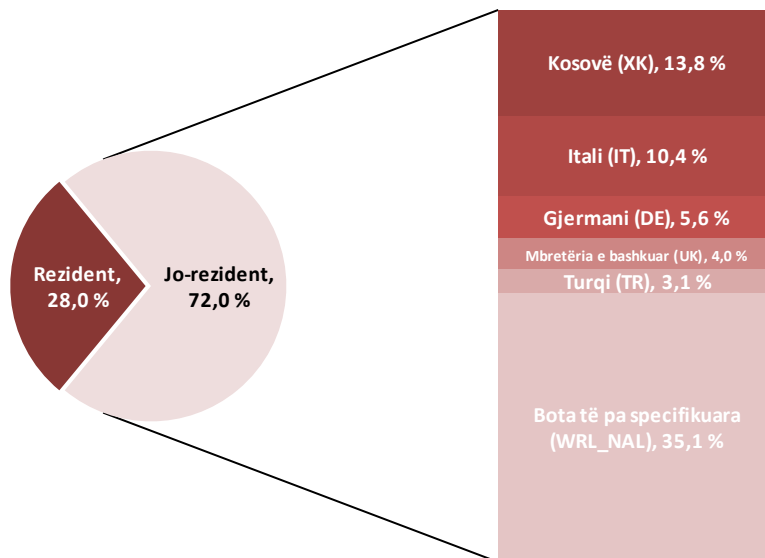 Rezident,
28,0 %
Jo-rezident,
72,0 %
Kosovë (XK), 13,8 %
Itali (IT), 10,4 %
Gjermani (DE), 5,6 %
Mbretëria e bashkuar (UK), 4,0 %
Turqi (TR), 3,1 %
Bota të pa specifikuara
(WRL_NAL), 35,1 %